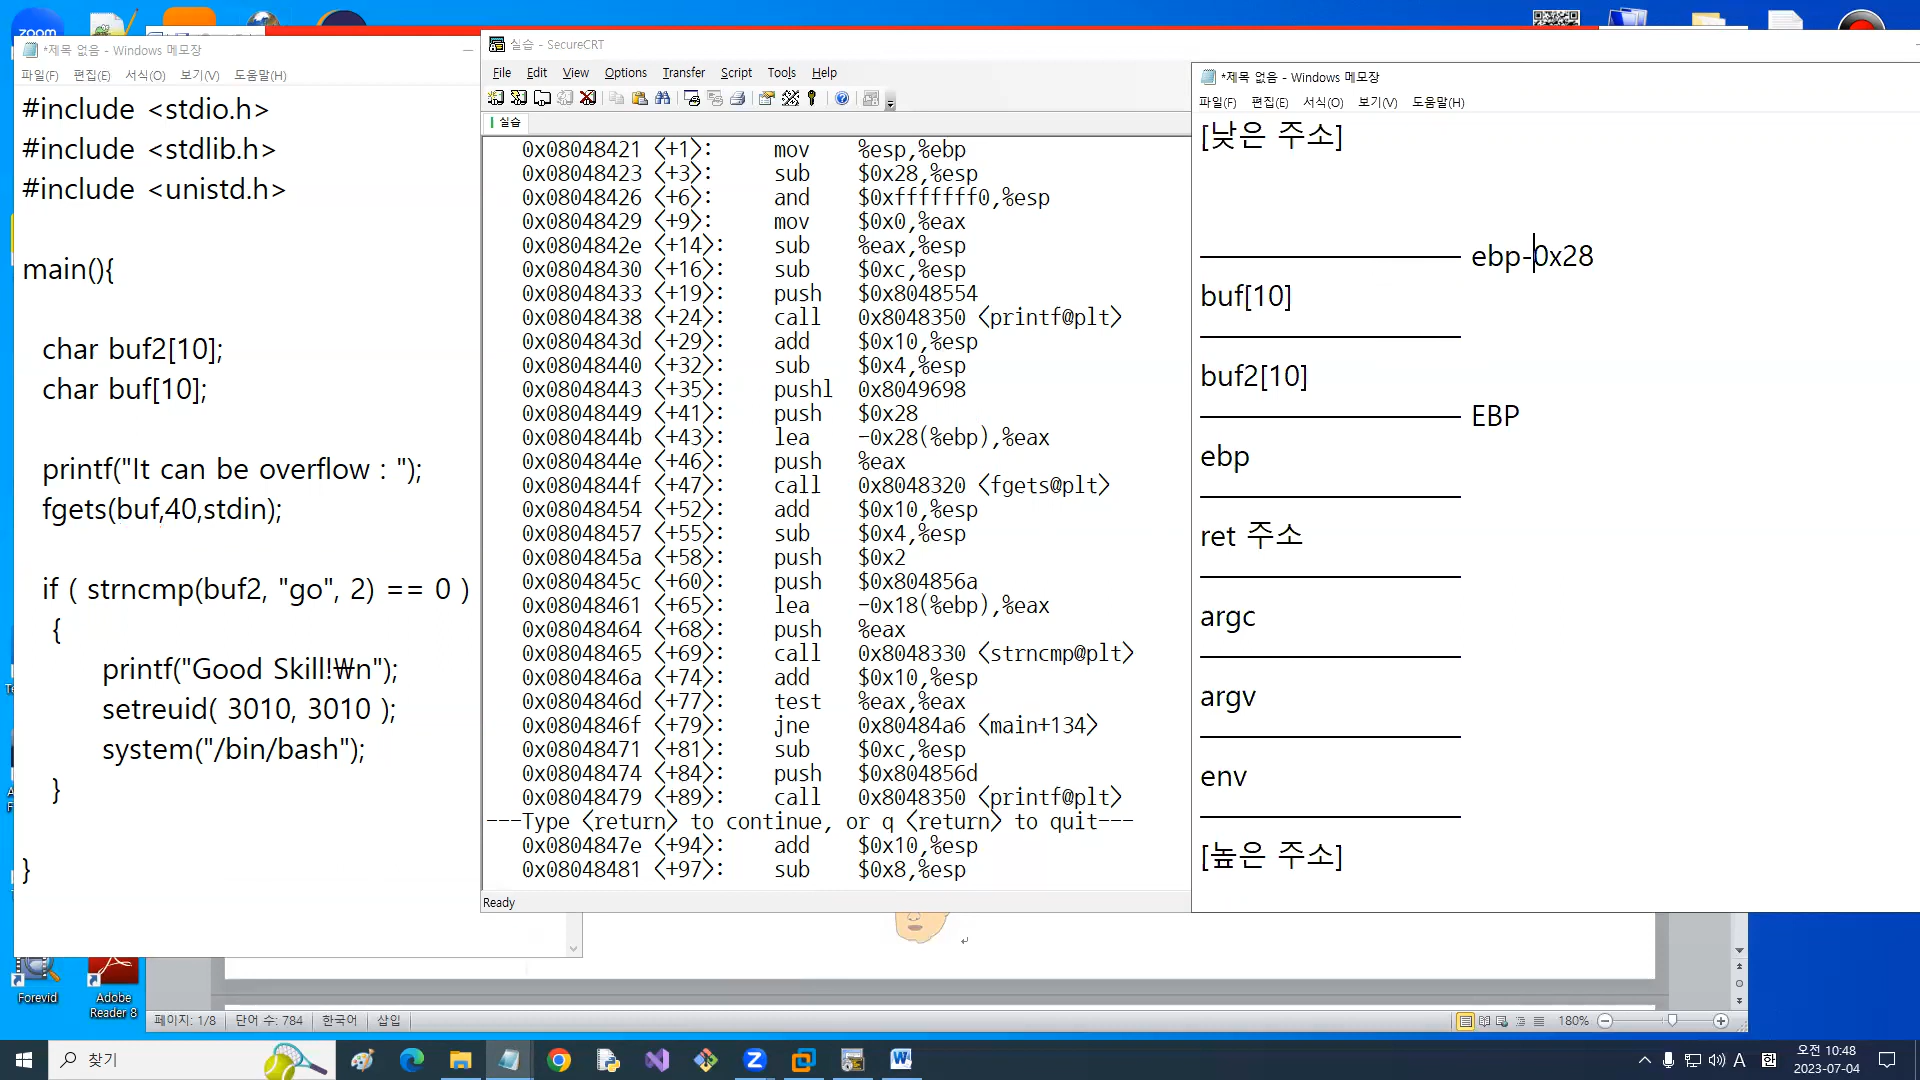 zoom
*제목 없음 - Windows 메모장
파일(F) 편집(E) 서식(O) 보기(V) 도움말(H)
#include <stdio.h>
#include <stdlib.h>
#include <unistd.h>
main(){
char buf2[10];
char buf[10];
printf("It can be overflow : ");
fgets(buf,40,stdin);
if ( strncmp(buf2, "go", 2) == 0 )
{
printf("Good Skill!₩n");
setreuid( 3010, 3010 );
system("/bin/bash");
}
}
실습 - SecureCRT
File Edit View Options Transfer Script Tools Help
실습
0x08048421 <+1>: mov %esp,%ebp
0x08048423 <+3>: sub $0x28,%esp
0x08048426 <+6>: and $0xfffffff0,%esp
0x08048429 <+9>: mov $0x0,%eax
0x0804842e <+14>: sub %eax,%esp
0x08048430 <+16>: sub $0xc,%esp
0x08048433 <+19>: push $0x8048554
0x08048438 <+24>: call 0x8048350 <printf@plt>
0x0804843d <+29>: add $0x10,%esp
0x08048440 <+32>: sub $0x4,%esp
0x08048443 <+35>: pushl 0x8049698
0x08048449 <+41>: push $0x28
0x0804844b <+43>: lea -0x28(%ebp),%eax
0x0804844e <+46>: push %eax
0x0804844f <+47>: call 0x8048320 <fgets@plt>
0x08048454 <+52>: add $0x10,%esp
0x08048457 <+55>: sub $0x4,%esp
0x0804845a <+58>: push $0x2
0x0804845c <+60>: push $0x804856a
0x08048461 <+65>: lea -0x18(%ebp),%eax
0x08048464 <+68>: push %eax
0x08048465 <+69>: call 0x8048330 <strncmp@plt>
0x0804846a <+74>: add $0x10,%esp
0x0804846d <+77>: test %eax,%eax
0x0804846f <+79>: jne 0x80484a6 <main+134>
0x08048471 <+81>: sub $0xc,%esp
0x08048474 <+84>: push $0x804856d
0x08048479 <+89>: call 0x8048350 <printf@plt>
---Type <return> to continue, or q <return> to quit---
0x0804847e <+94>: add $0x10,%esp
0x08048481 <+97>: sub $0x8,%esp
Ready
*제목 없음 - Windows 메모장
파일(F) 편집(E) 서식(O) 보기(V) 도움말(H)
[낮은 주소]
ebp-0x28
buf[10]
buf2[10]
EBP
ebp
ret 주소
argc
argv
env
[높은 주소]
Forevid
Adobe Reader 8
페이지: 1/8 단어 수: 784 한국어 삽입
180%
찾기
A 한 오전 10:48
2023-07-04